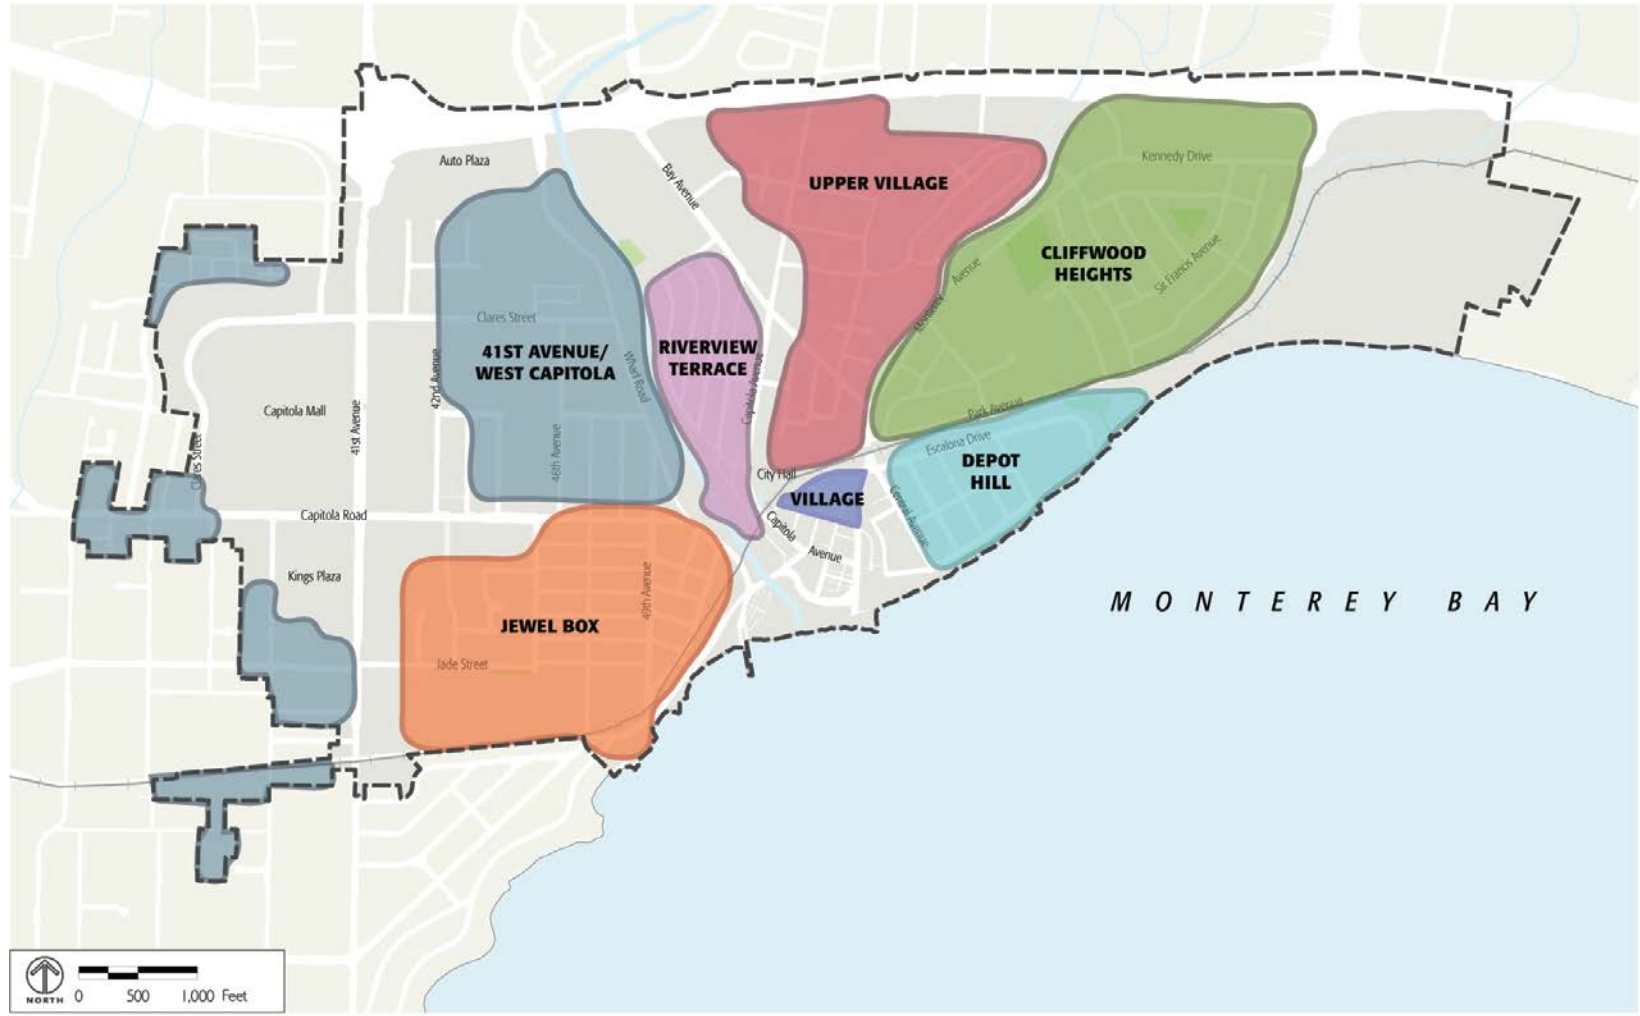 Auto Plaza
Bay Avenue
UPPER VILLAGE
Kennedy Drive
CLIFFWOOD
HEIGHTS
Sir Francis Avenue
Monterey Avenue
Clares Street
41ST AVENUE/
WEST CAPITOLA
Wharf Road
RIVERVIEW
TERRACE
Capitola Avenue
42nd Avenue
Capitola Mall
41st Avenue
Clares Street
46th Avenue
Park Avenue
Escalona Drive
DEPOT
HILL
City Hall
VILLAGE
Central Avenue
Capitola Road
Capitola
Avenue
Kings Plaza
49th Avenue
JEWEL BOX
Jade Street
MONTEREY BAY
NORTH
0 500 1,000 Feet